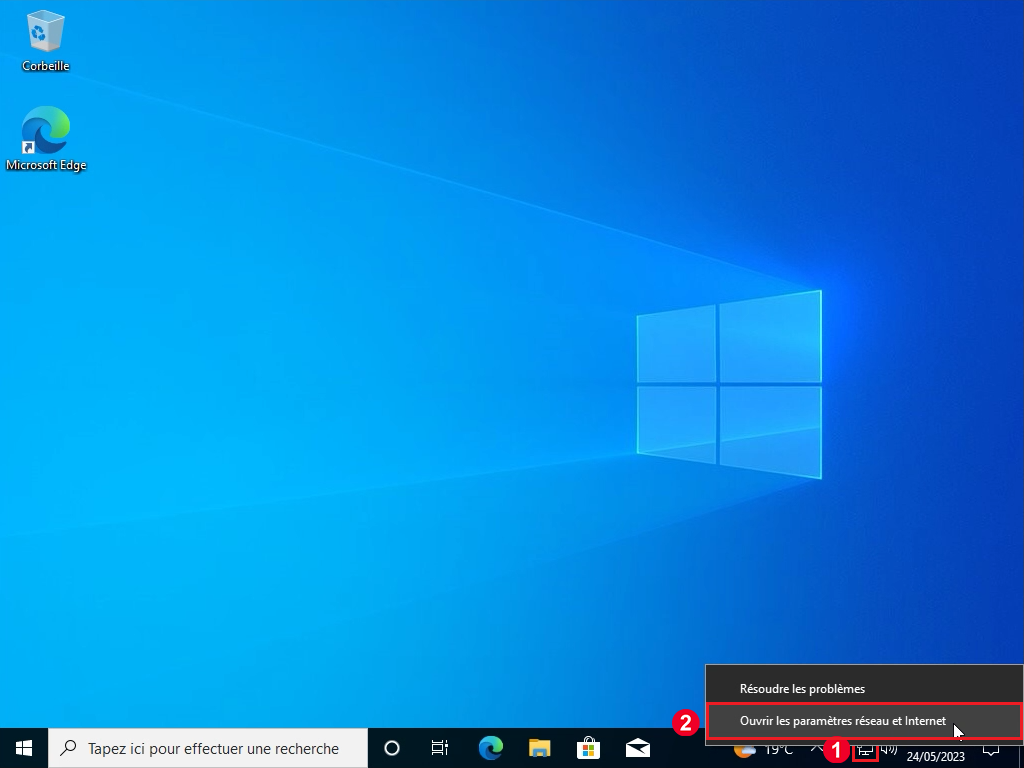 Corbeille
Microsoft Edge
Résoudre les problèmes
2 Ouvrir les paramètres réseau et Internet
Tapez ici pour effectuer une recherche
19°C
1
24/05/2023